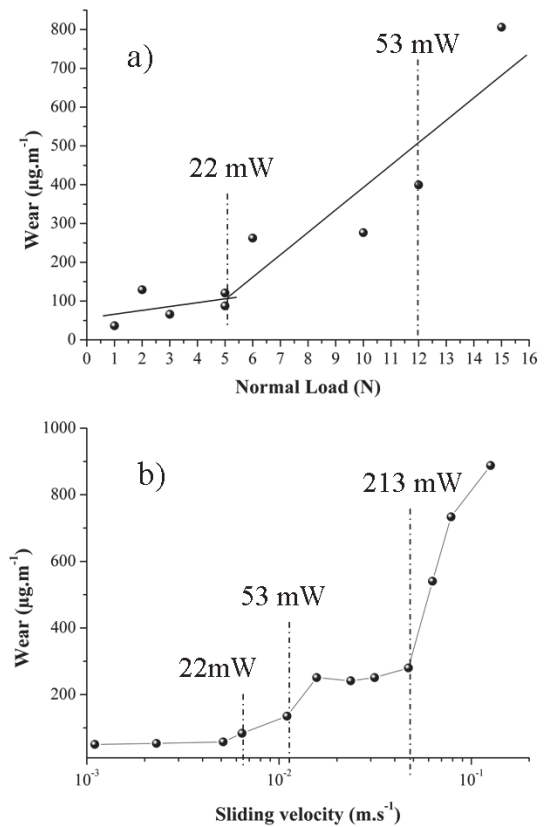 a)
53 mW
22 mW
800
700
600
500
400
300
200
100
0
Wear (µg.m⁻¹)
0 1 2 3 4 5 6 7 8 9 10 11 12 13 14 15 16
Normal Load (N)
b)
213 mW
53 mW
22mW
1000
800
600
400
200
Wear (µg.m⁻¹)
10⁻³ 10⁻² 10⁻¹
Sliding velocity (m.s⁻¹)